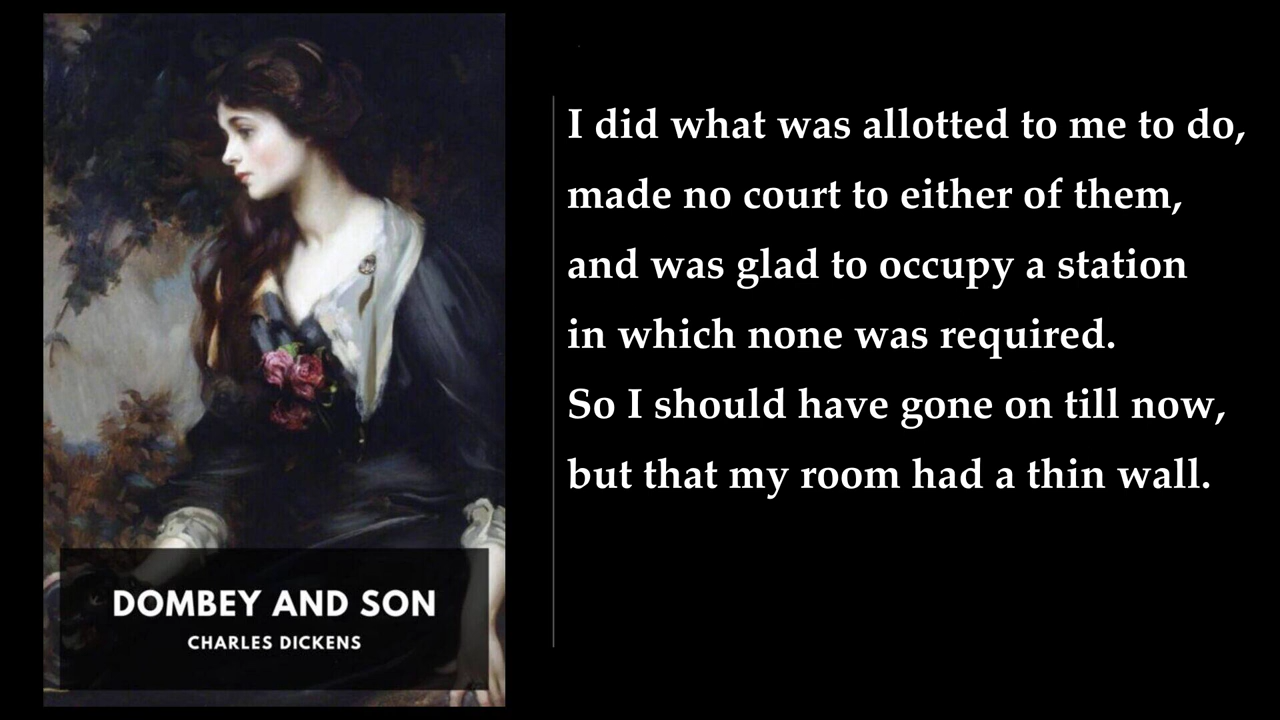 DOMBEY AND SON
CHARLES DICKENS
I did what was allotted to me to do,
made no court to either of them,
and was glad to occupy a station
in which none was required.
So I should have gone on till now,
but that my room had a thin wall.